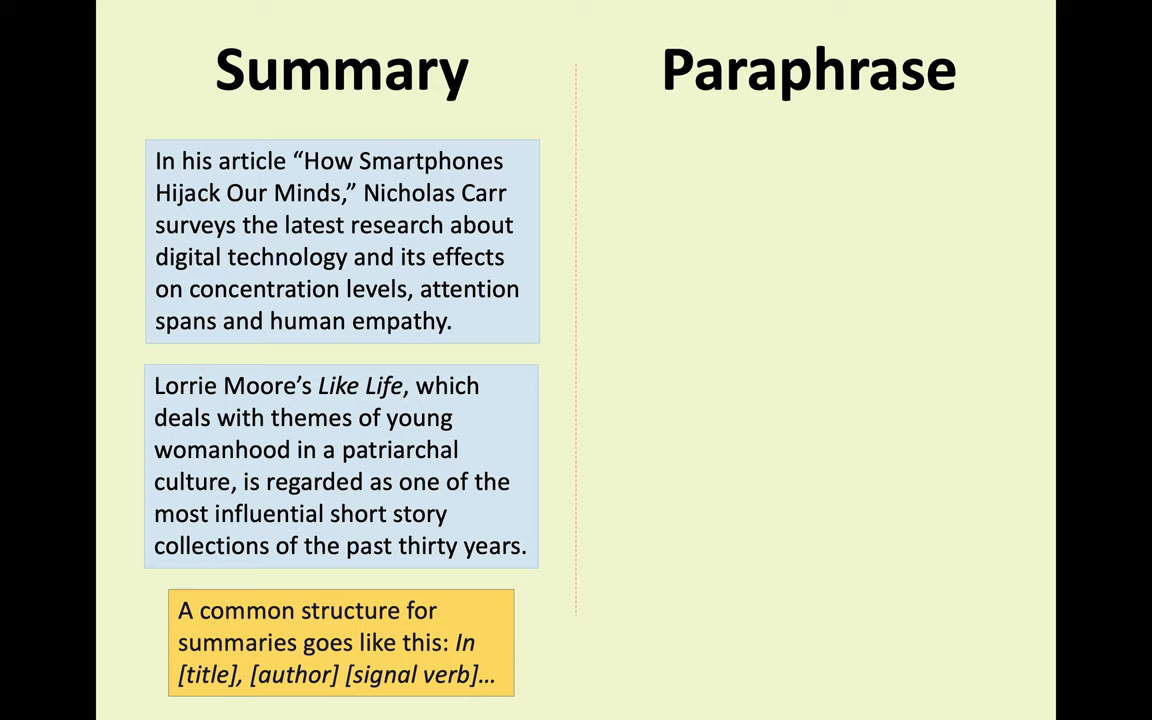 Summary
Paraphrase
In his article “How Smartphones
Hijack Our Minds,” Nicholas Carr
surveys the latest research about
digital technology and its effects
on concentration levels, attention
spans and human empathy.
Lorrie Moore’s Like Life, which
deals with themes of young
womanhood in a patriarchal
culture, is regarded as one of the
most influential short story
collections of the past thirty years.
A common structure for
summaries goes like this: In
[title], [author] [signal verb]…